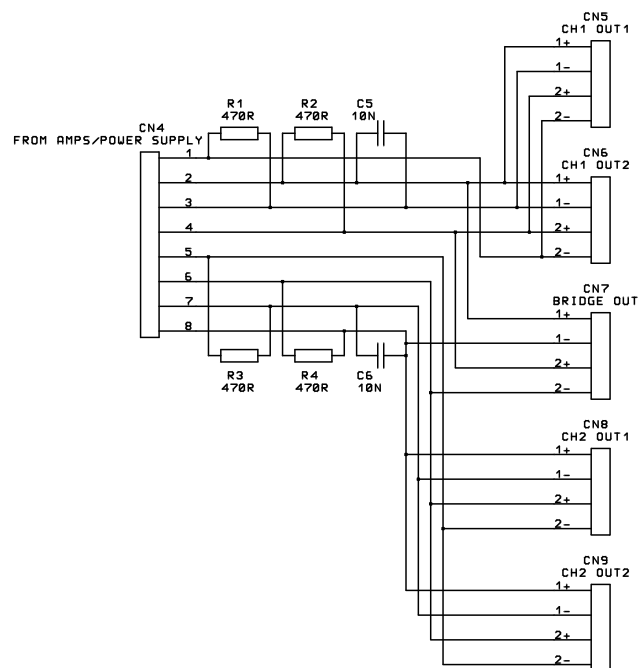 CN5
CH1 OUT1
1+
1-
2+
2-
R1
470R
R2
470R
C5
10N
CN4
FROM AMPS/POWER SUPPLY
1
2
3
4
5
6
7
8
CN6
CH1 OUT2
1+
1-
2+
2-
CN7
BRIDGE OUT
1+
1-
2+
2-
R3
470R
R4
470R
C6
10N
CN8
CH2 OUT1
1+
1-
2+
2-
CN9
CH2 OUT2
1+
1-
2+
2-